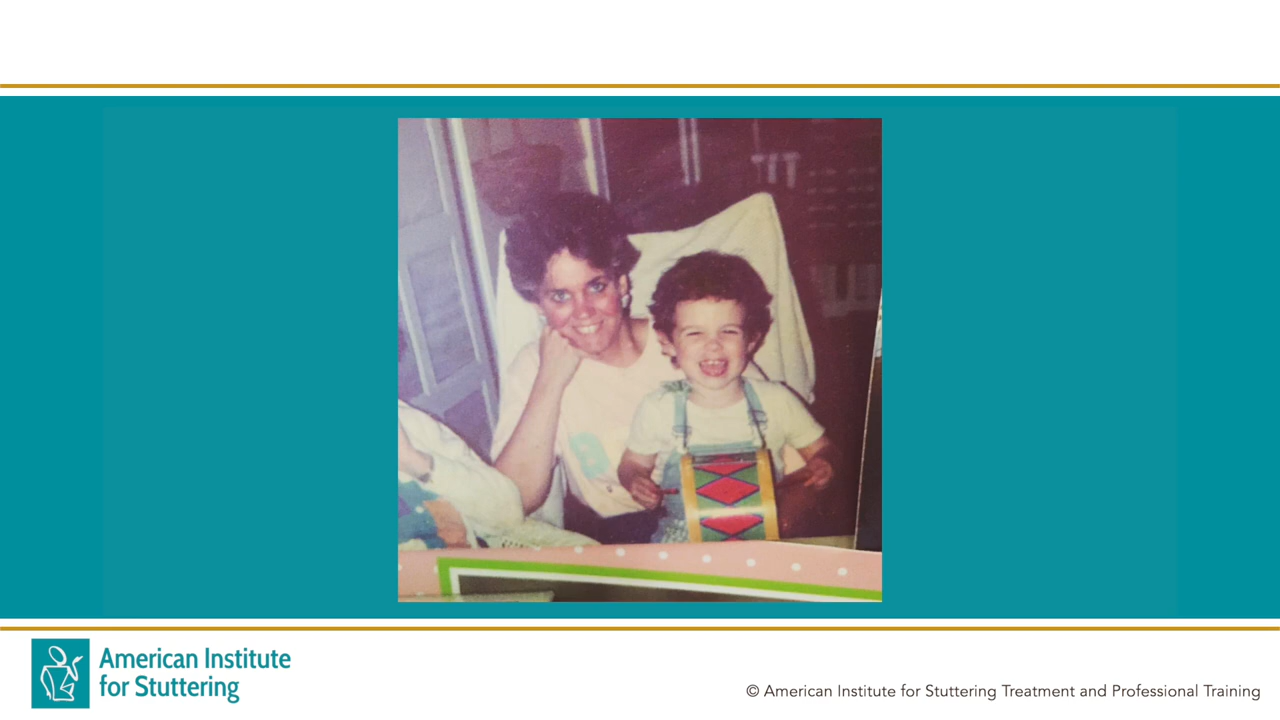 American Institute
for Stuttering
© American Institute for Stuttering Treatment and Professional Training